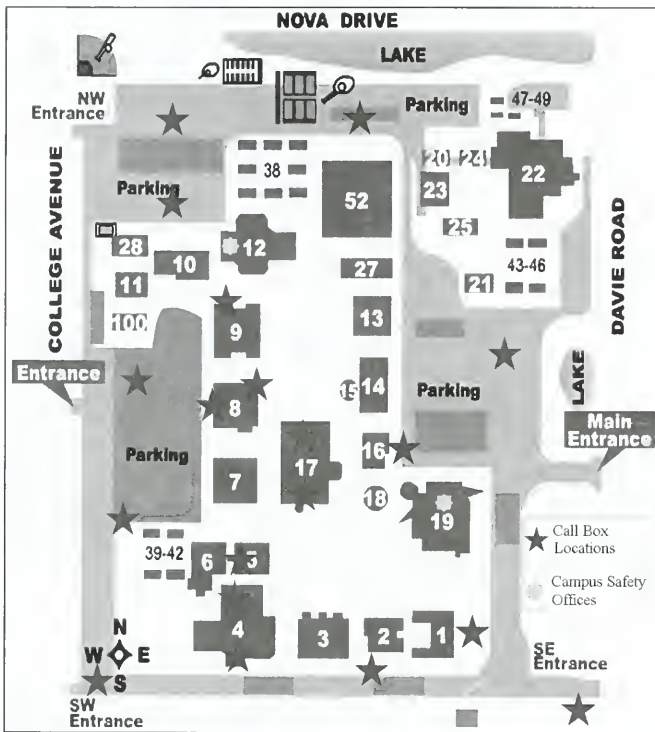 NOVA DRIVE
LAKE
NW
Entrance
Parking
47-49
20 24
22
38
Parking
52
23
COLLEGE AVENUE
DAVIE ROAD
28
12
25
10
43-46
11
27
21
100
9
13
Entrance
LAKE
15 14
Parking
8
Main
Entrance
Parking
16
17
7
18
19
Call Box
Locations
39-42
6 5
Campus Safety
Offices
4
3
2
1
N
W E
S
SE
Entrance
SW
Entrance